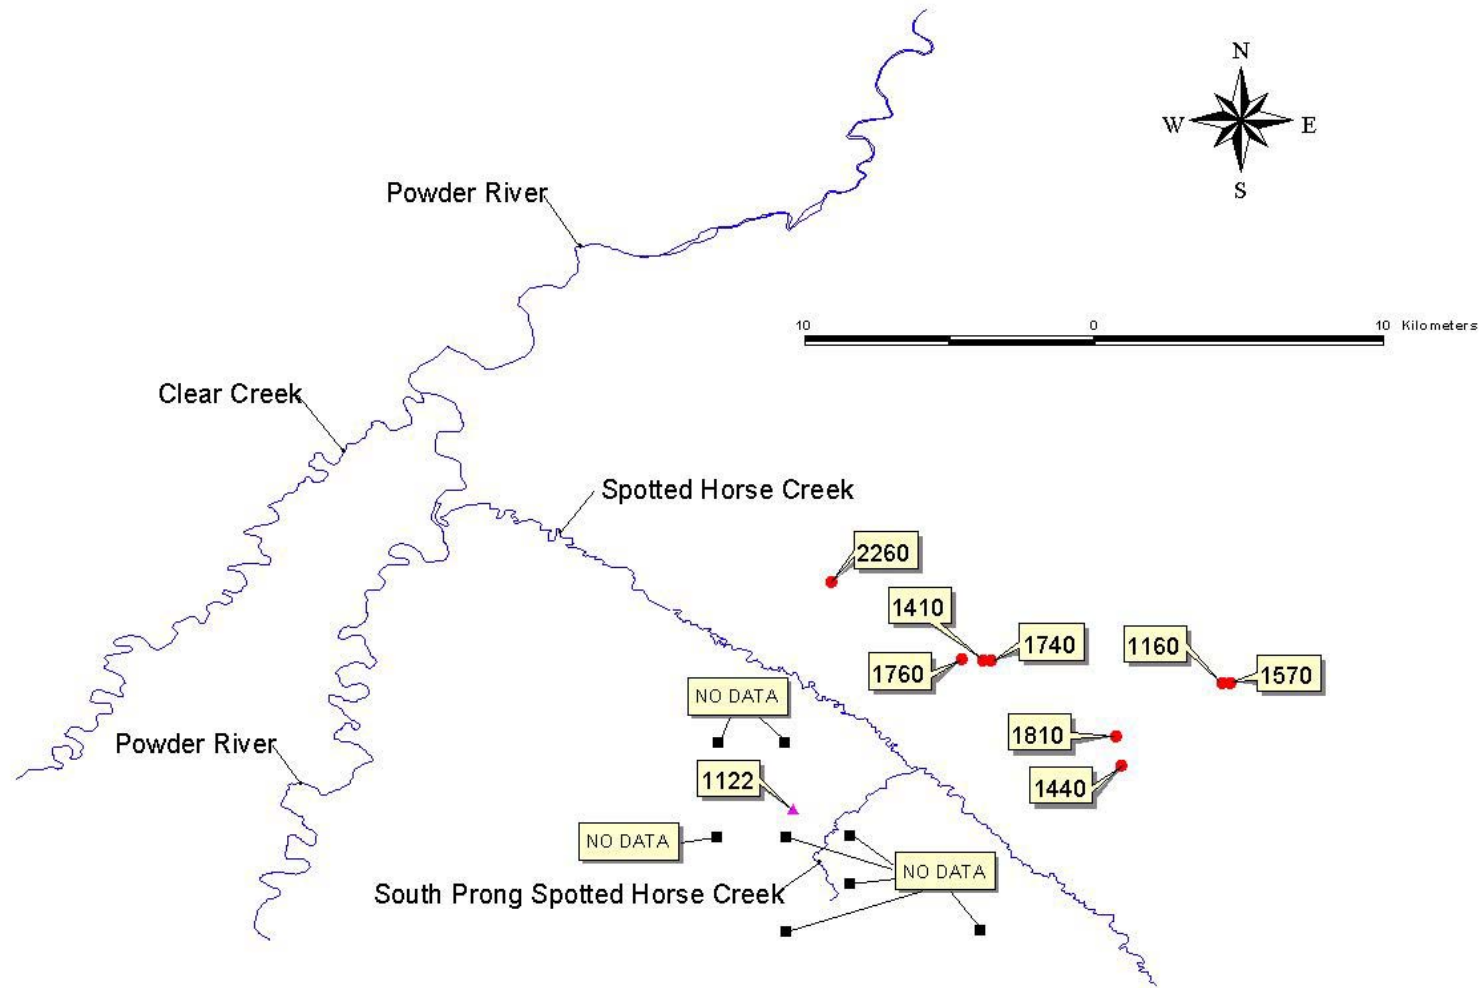 N
W E
S
Powder River
10 0 10 Kilometers
Clear Creek
Spotted Horse Creek
2260
1410
1740
1760
1160
1570
NO DATA
1810
Powder River
1440
1122
NO DATA
NO DATA
South Prong Spotted Horse Creek